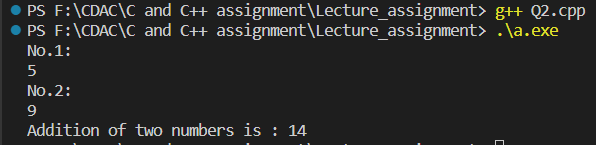 PS F:\CDAC\C and C++ assignment\Lecture_assignment> g++ Q2.cpp
PS F:\CDAC\C and C++ assignment\Lecture_assignment> .\a.exe
No.1:
5
No.2:
9
Addition of two numbers is : 14